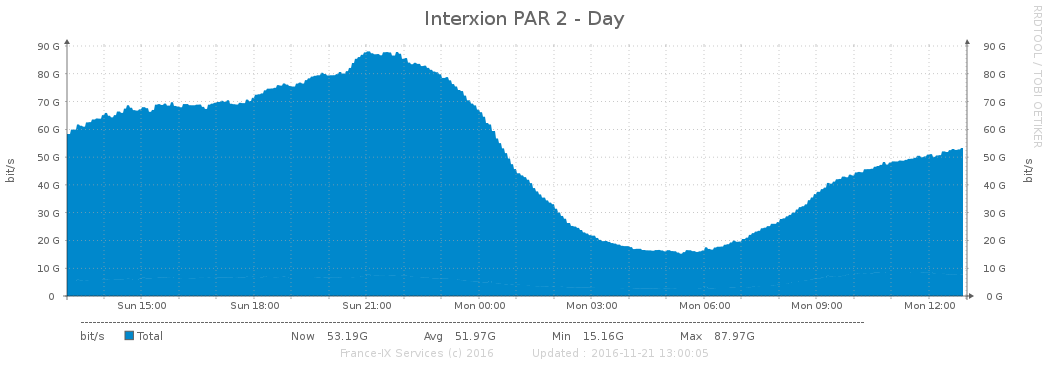 Interxion PAR 2 - Day
RRDTOOL / TOBI OETIKER
90 G 90 G
80 G 80 G
70 G 70 G
60 G 60 G
50 G 50 G
40 G 40 G
30 G 30 G
20 G 20 G
10 G 10 G
0 0 G
bit/s
bit/s
Sun 15:00 Sun 18:00 Sun 21:00 Mon 00:00 Mon 03:00 Mon 06:00 Mon 09:00 Mon 12:00
bit/s Total Now 53.19G Avg 51.97G Min 15.16G Max 87.97G
France-IX Services (c) 2016 Updated : 2016-11-21 13:00:05